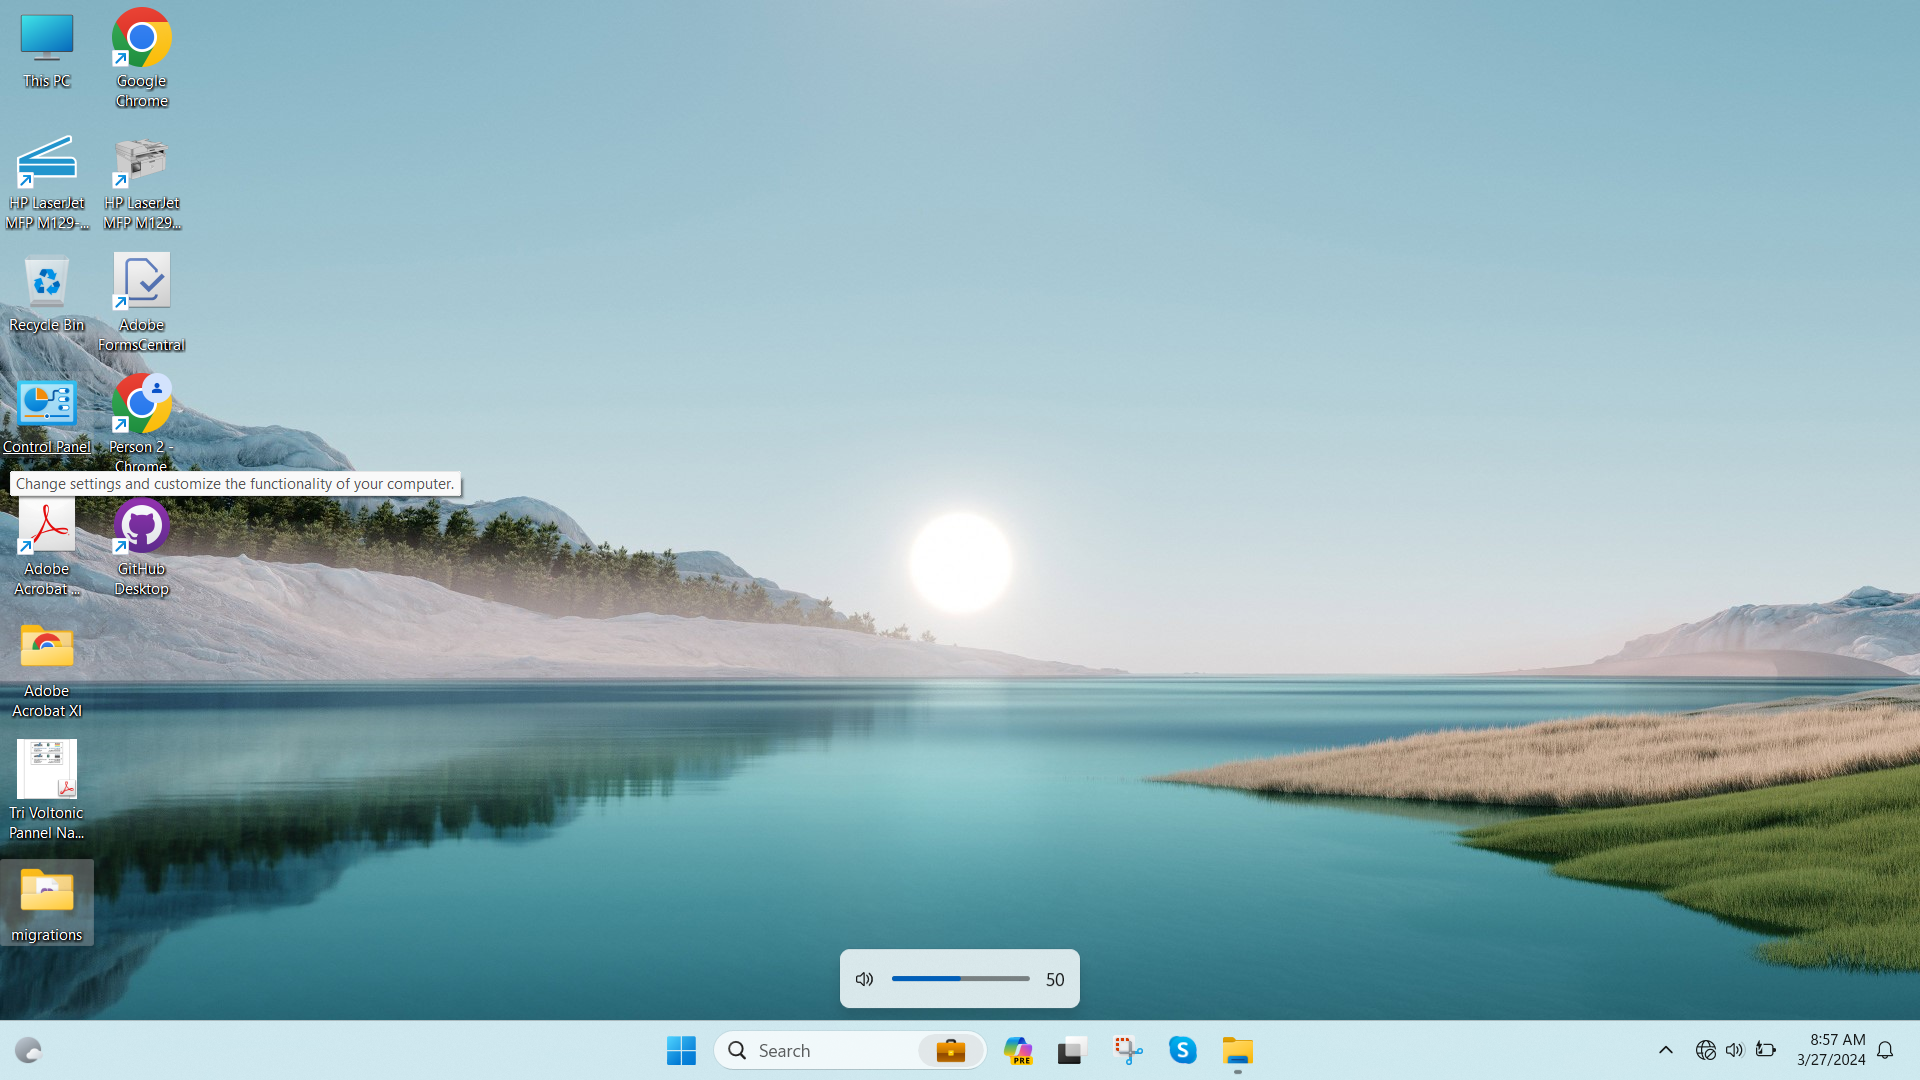 This PC
Google
Chrome
HP LaserJet
MFP M129-...
HP LaserJet
MFP M129...
Recycle Bin
Adobe
FormsCentral
Control Panel
Person 2 -
Chrome
Change settings and customize the functionality of your computer.
Adobe
Acrobat ...
GitHub
Desktop
Adobe
Acrobat XI
Tri Voltonic
Pannel Na...
migrations
50
Search
PRE
S
8:57 AM
3/27/2024